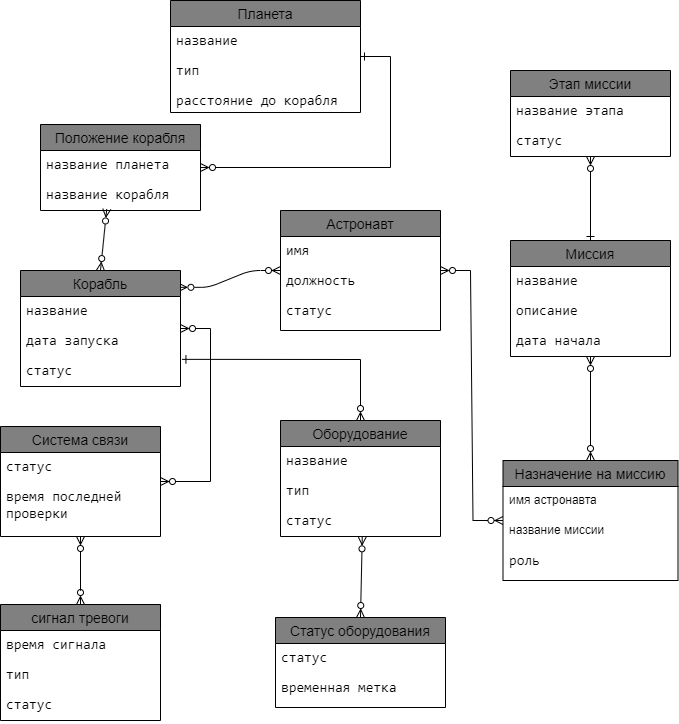 Планета
название
тип
расстояние до корабля
Положение корабля
название планета
название корабля
Этап миссии
название этапа
статус
Астронавт
имя
должность
статус
Миссия
название
описание
дата начала
Корабль
название
дата запуска
статус
Система связи
статус
время последней
проверки
Оборудование
название
тип
статус
Назначение на миссию
имя астронавта
название миссии
роль
сигнал тревоги
время сигнала
тип
статус
Статус оборудования
статус
временная метка